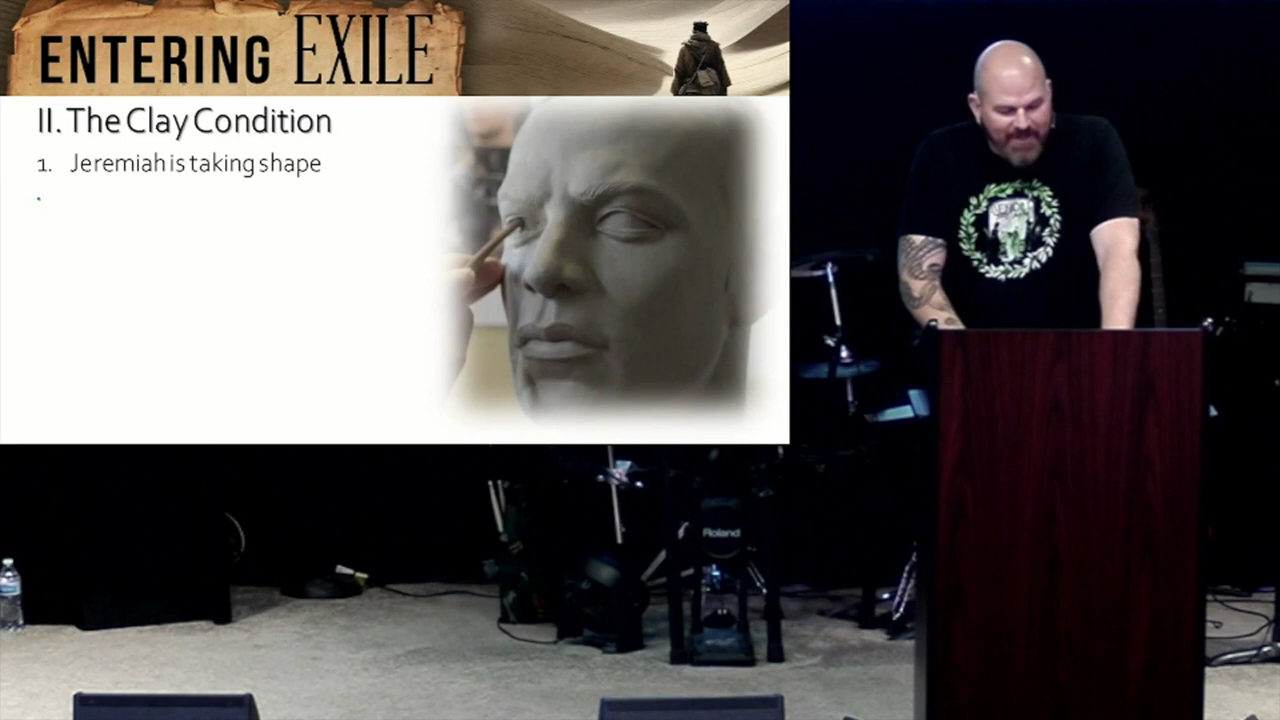 ENTERING EXILE
II. The Clay Condition
1. Jeremiah is taking shape
Roland